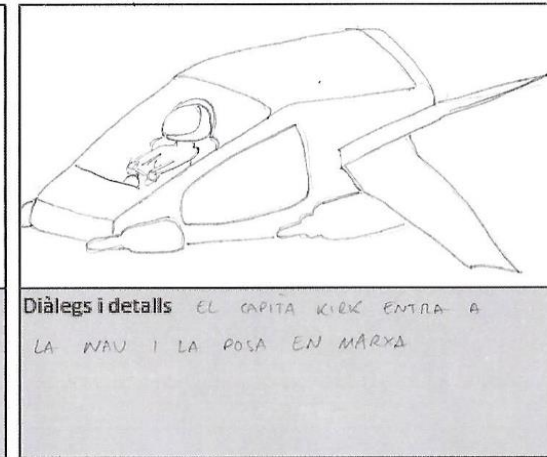 Diàlegs i detalls EL CAPITÀ KIRK ENTRA A
LA NAU I LA POSA EN MARXA